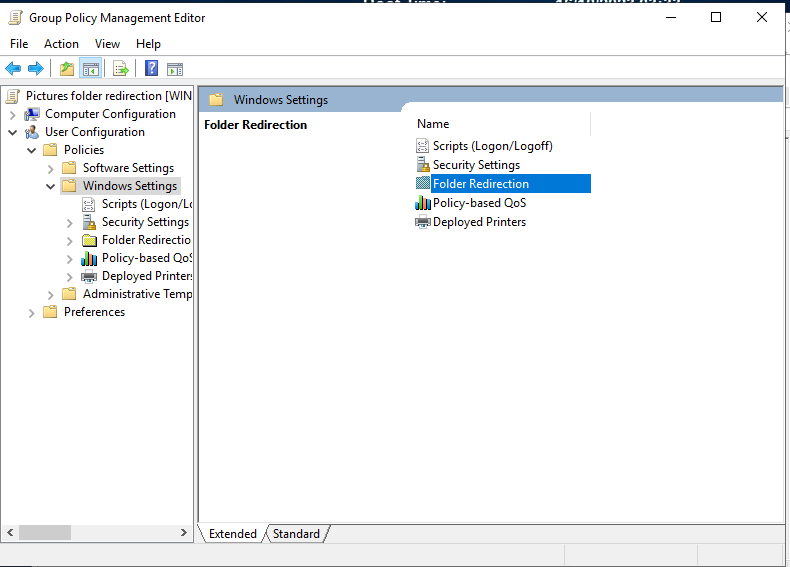 Group Policy Management Editor
File Action View Help
Pictures folder redirection [WIN
Computer Configuration
User Configuration
Policies
Software Settings
Windows Settings
Scripts (Logon/Lo
Security Settings
Folder Redirectio
Policy-based QoS
Deployed Printers
Administrative Temp
Preferences
Windows Settings
Folder Redirection
Name
Scripts (Logon/Logoff)
Security Settings
Folder Redirection
Policy-based QoS
Deployed Printers
Extended Standard